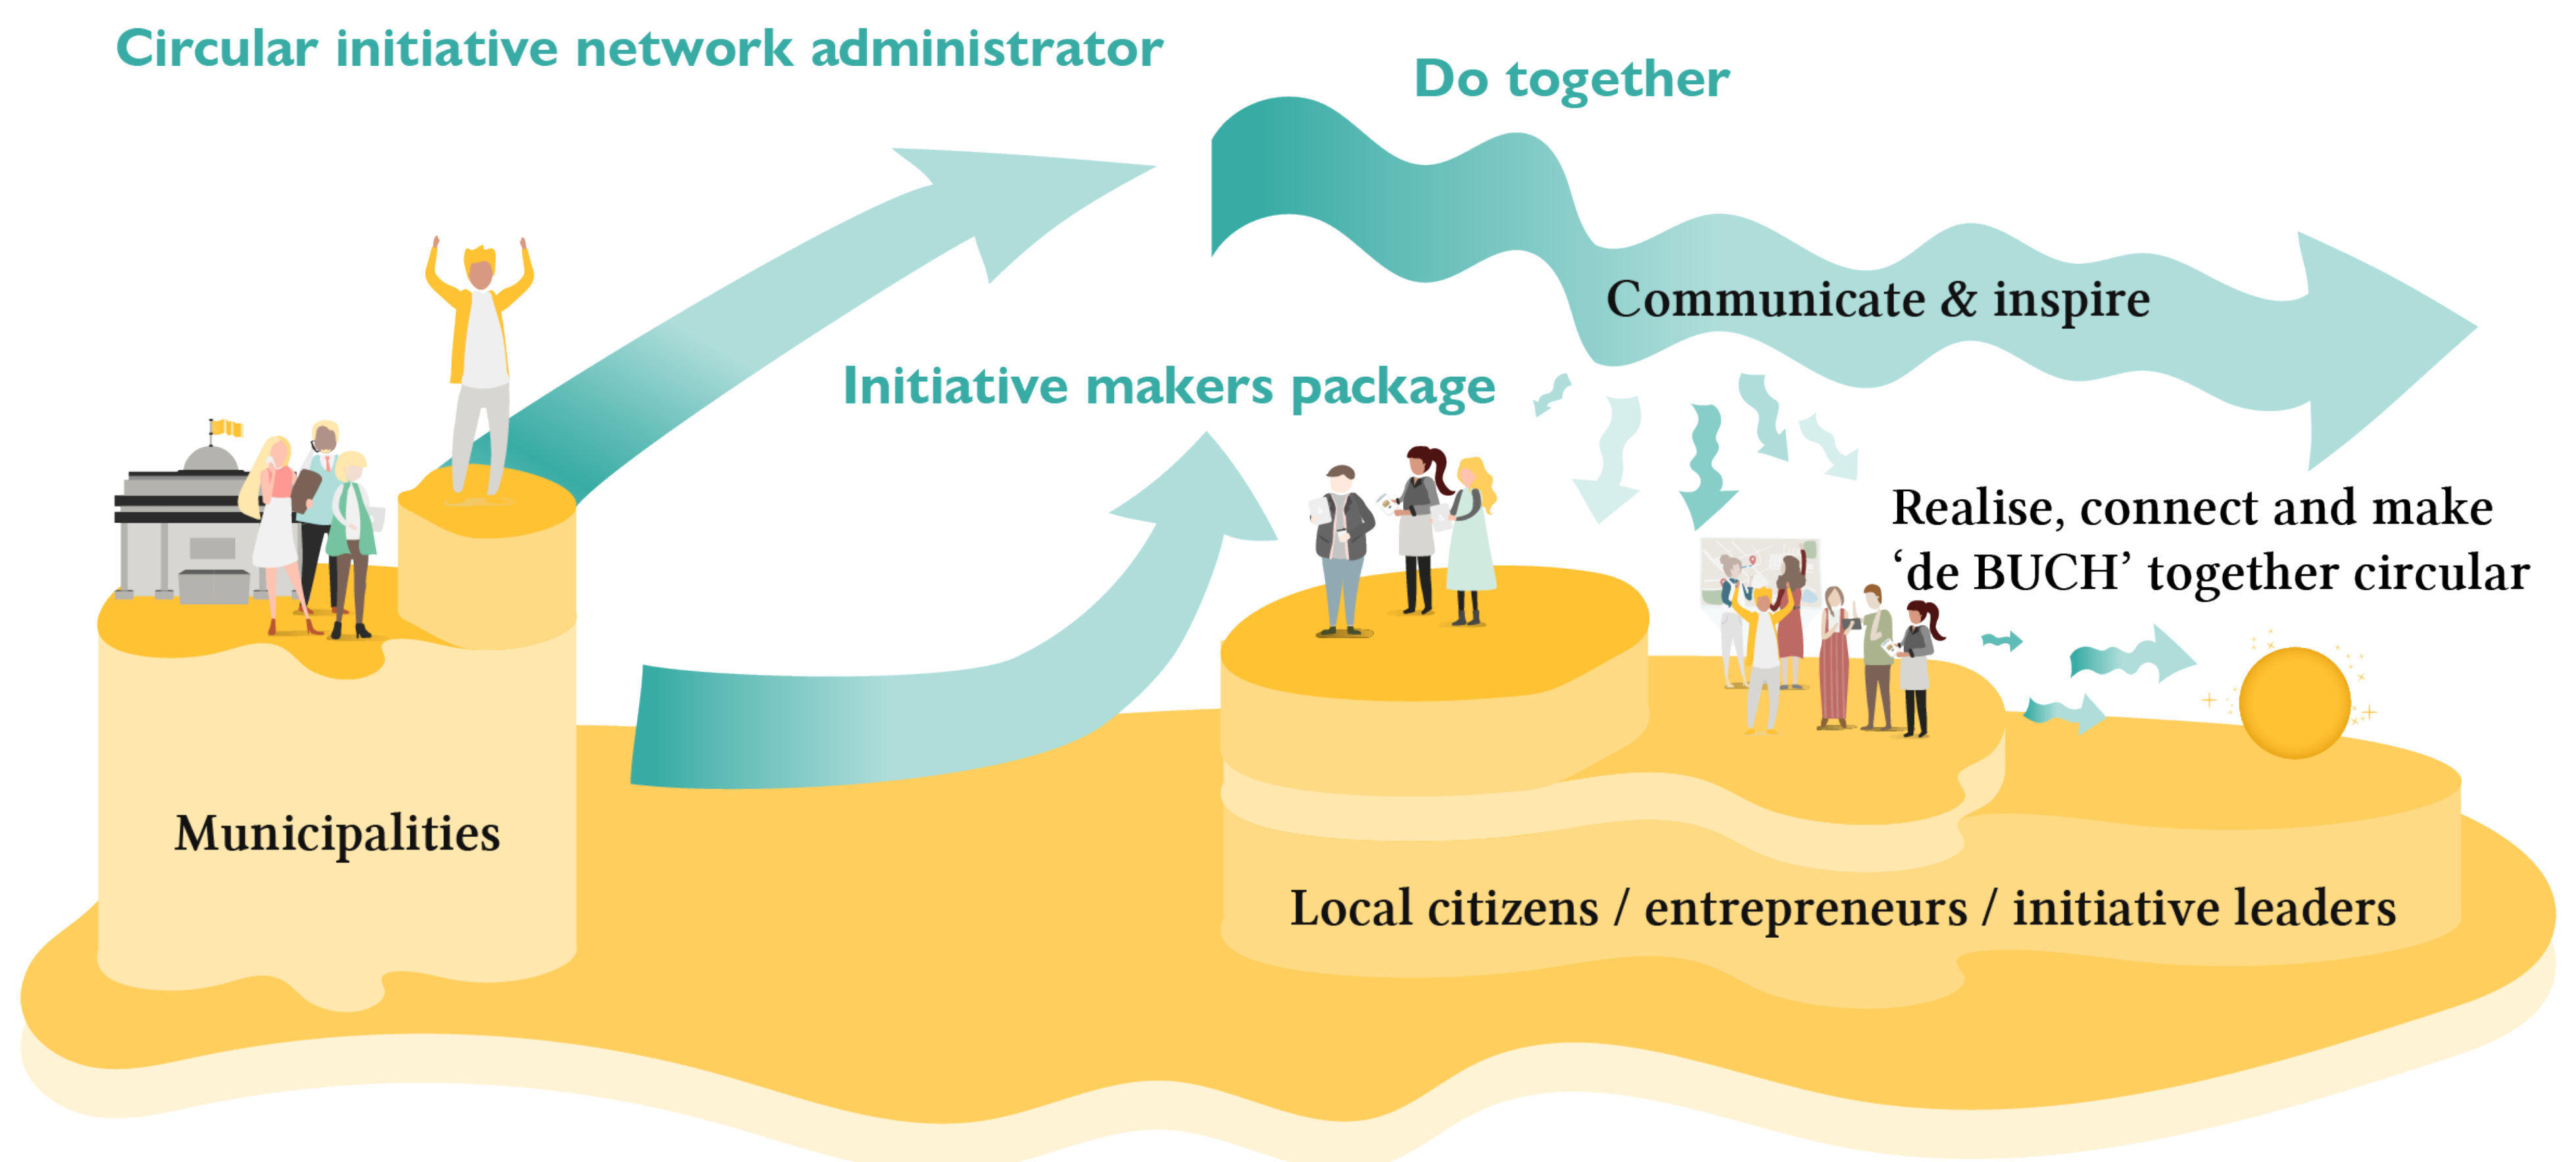 Circular initiative network administrator
Do together
Communicate & inspire
Initiative makers package
Realise, connect and make
‘de BUCH’ together circular
Municipalities
Local citizens / entrepreneurs / initiative leaders